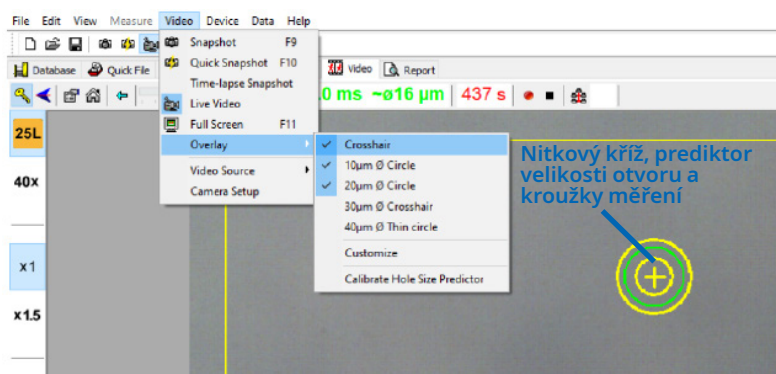 File Edit View Measure Video Device Data Help
Database Quick File
Snapshot F9
Quick Snapshot F10
Time-lapse Snapshot
Live Video
Full Screen F11
Overlay
Video Source
Camera Setup
Video Report
0 ms ~ø16 µm 437 s
25L
40x
x1
x1.5
Crosshair
10µm Ø Circle
20µm Ø Circle
30µm Ø Crosshair
40µm Ø Thin circle
Customize
Calibrate Hole Size Predictor
Nitkový kříž, prediktor
velikosti otvoru a
kroužky měření